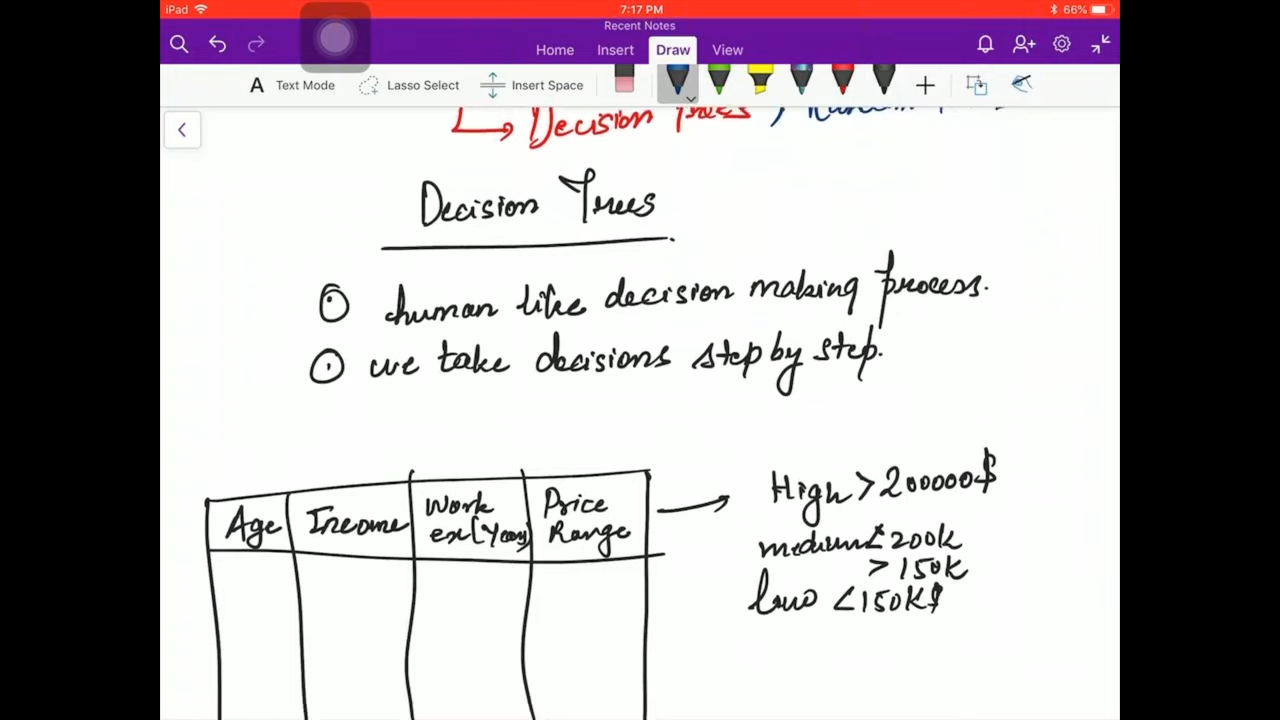 iPad 7:17 PM 66%
Recent Notes
Home Insert Draw View
A Text Mode Lasso Select Insert Space
Decision Trees,
Decision Trees
human like decision making process.
we take decisions step by step.
Age Income Work ex(Years) Price Range
High > 200000$
medium < 200k
> 150k
low < 150k$